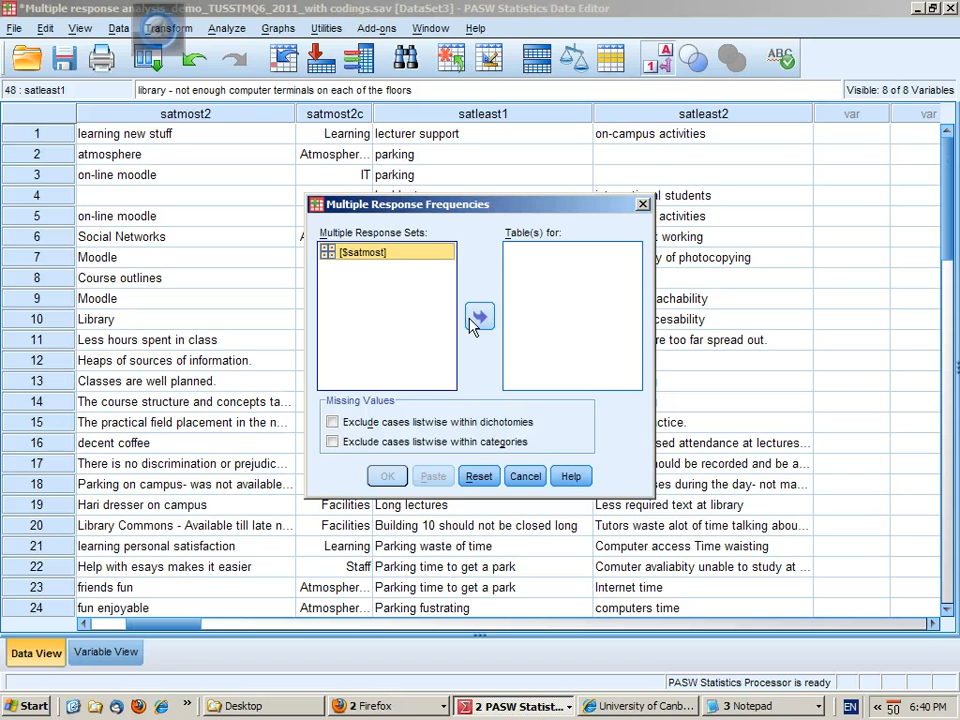 *Multiple response analysis_demo_TUSSTMQ6_2011_with codings.sav [DataSet3] - PASW Statistics Data Editor
File Edit View Data Transform Analyze Graphs Utilities Add-ons Window Help
48 : satleast1 library - not enough computer terminals on each of the floors Visible: 8 of 8 Variables
satmost2 satmost2c satleast1 satleast2 var var
1 learning new stuff Learning lecturer support on-campus activities
2 atmosphere Atmospher... parking
3 on-line moodle IT parking
4 students
5 on-line moodle activities
6 Social Networks working
7 Moodle of photocopying
8 Course outlines
9 Moodle
10 Library
11 Less hours spent in class are too far spread out.
12 Heaps of sources of information.
13 Classes are well planned.
14 The course structure and concepts ta...
15 The practical field placement in the n...
16 decent coffee attendance at lectures...
17 There is no discrimination or prejudic... should be recorded and be a...
18 Parking on campus- was not available... during the day- not ma...
19 Hari dresser on campus Facilities Long lectures Less required text at library
20 Library Commons - Available till late n... Facilities Building 10 should not be closed long Tutors waste alot of time talking abou...
21 learning personal satisfaction Learning Parking waste of time Computer access Time waisting
22 Help with esays makes it easier Staff Parking time to get a park Comuter avaliabity unable to study at ...
23 friends fun Atmospher... Parking time to get a park Internet time
24 fun enjoyable Atmospher... Parking fustrating computers time
Multiple Response Frequencies
Multiple Response Sets: Table(s) for:
[$satmost]
Missing Values
Exclude cases listwise within dichotomies
Exclude cases listwise within categories
OK Paste Reset Cancel Help
Data View Variable View
PASW Statistics Processor is ready
Start » Desktop 2 Firefox 2 PASW Statist... University of Canb... 3 Notepad EN « 50 6:40 PM